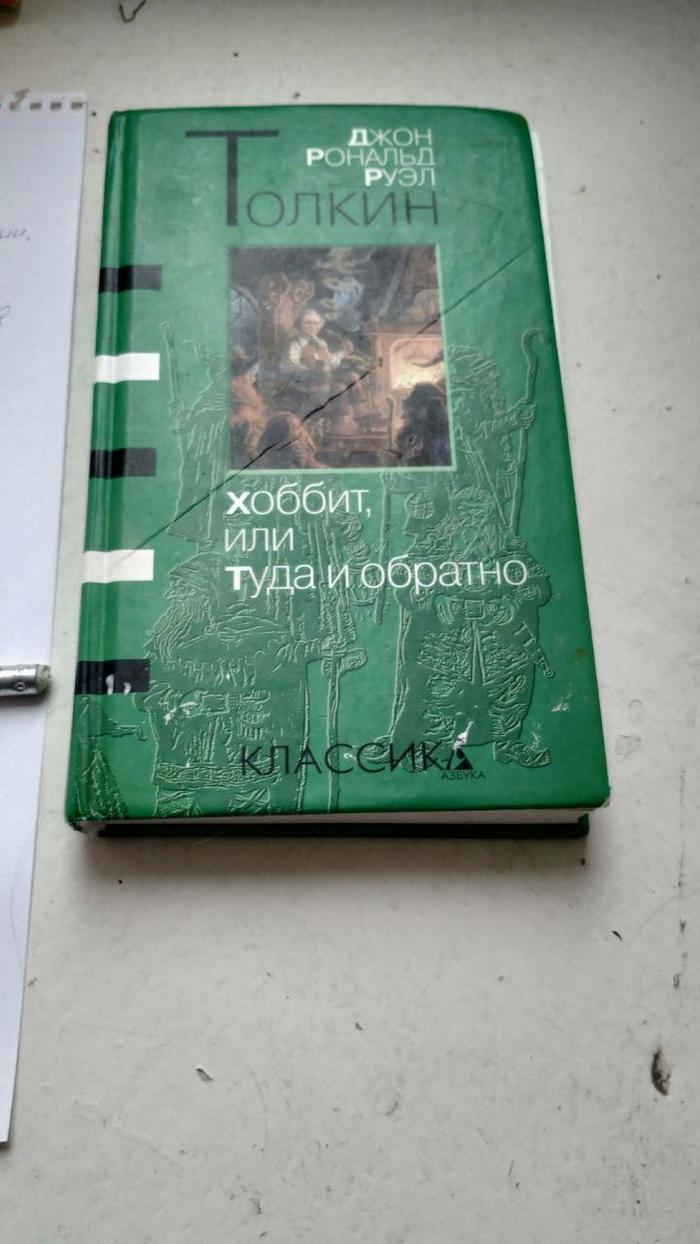 Джон
Рональд
Руэл
Толкин
хоббит,
или
туда и обратно
КЛАССИКА
АЗБУКА